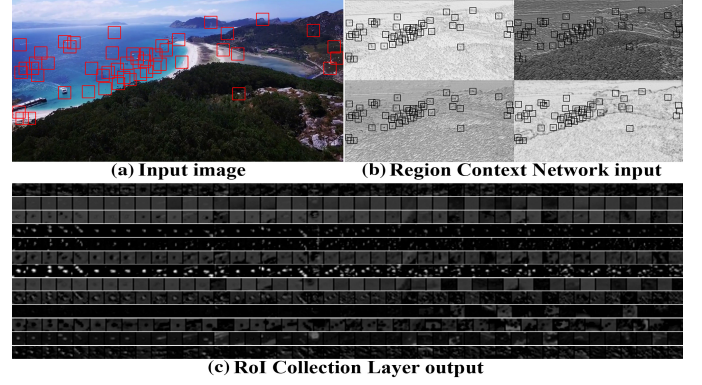 (a) Input image
(b) Region Context Network input
(c) RoI Collection Layer output